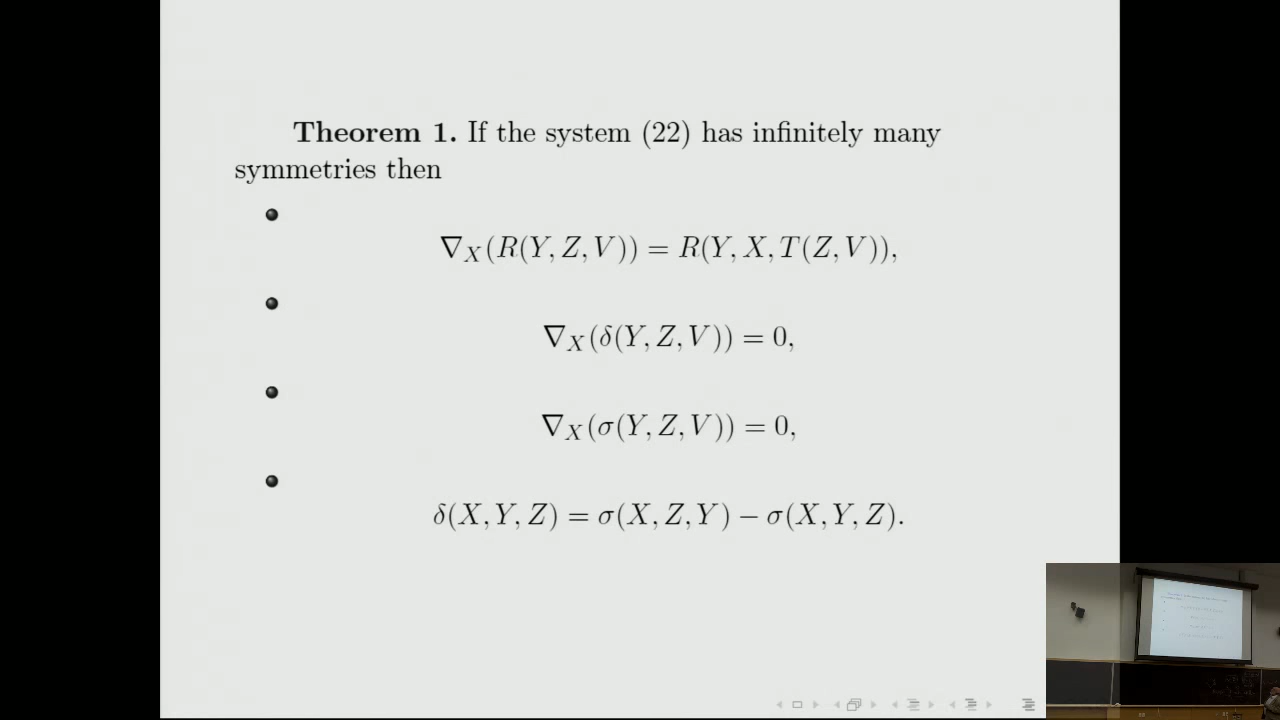 Theorem 1. If the system (22) has infinitely many
symmetries then
• ∇_X(R(Y, Z, V)) = R(Y, X, T(Z, V)),
• ∇_X(δ(Y, Z, V)) = 0,
• ∇_X(σ(Y, Z, V)) = 0,
• δ(X, Y, Z) = σ(X, Z, Y) − σ(X, Y, Z).